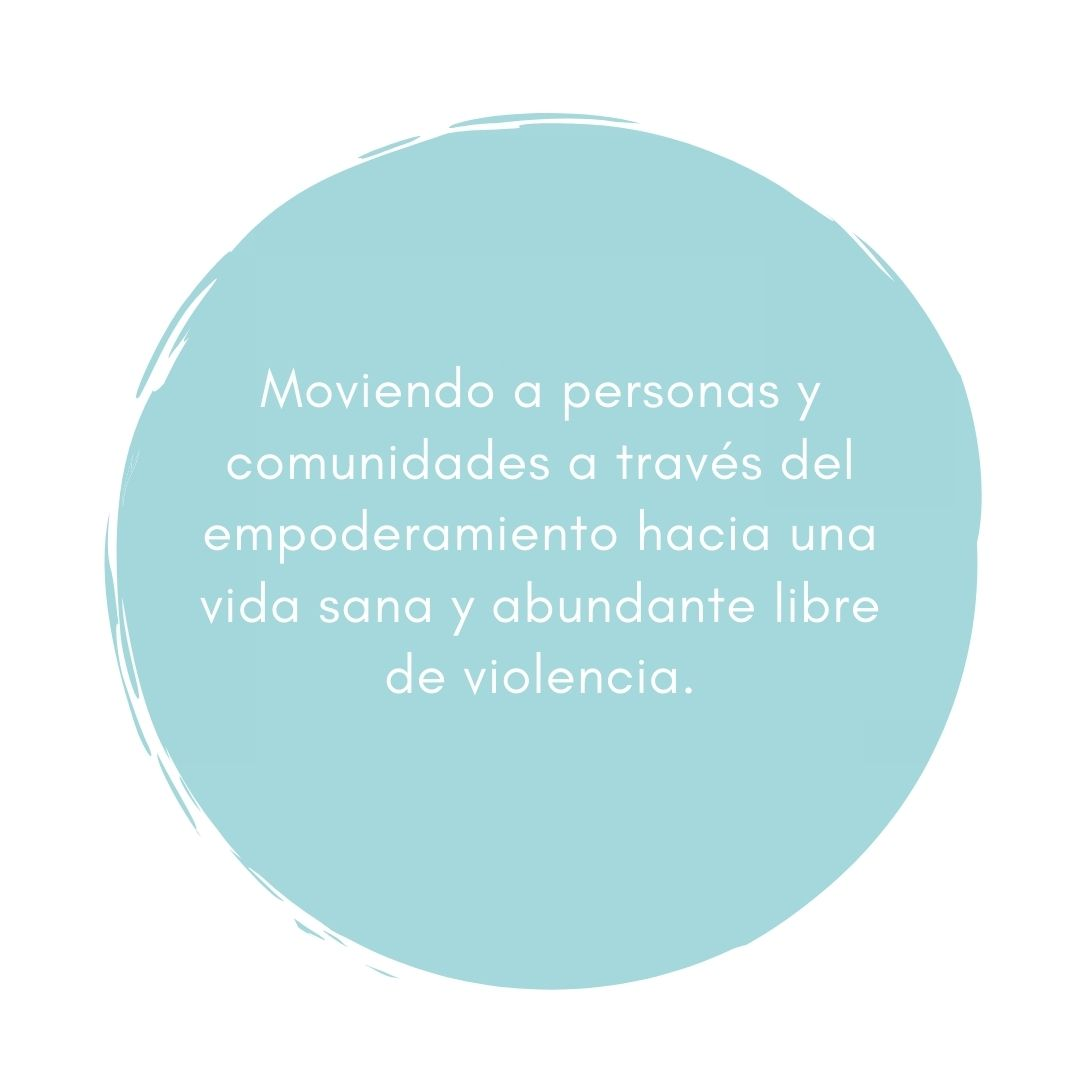 Moviendo a personas y
comunidades a través del
empoderamiento hacia una
vida sana y abundante libre
de violencia.